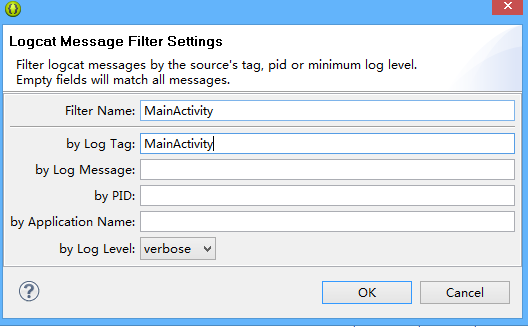 Logcat Message Filter Settings
Filter logcat messages by the source's tag, pid or minimum log level.
Empty fields will match all messages.
Filter Name: MainActivity
by Log Tag: MainActivity
by Log Message:
by PID:
by Application Name:
by Log Level: verbose
? OK Cancel